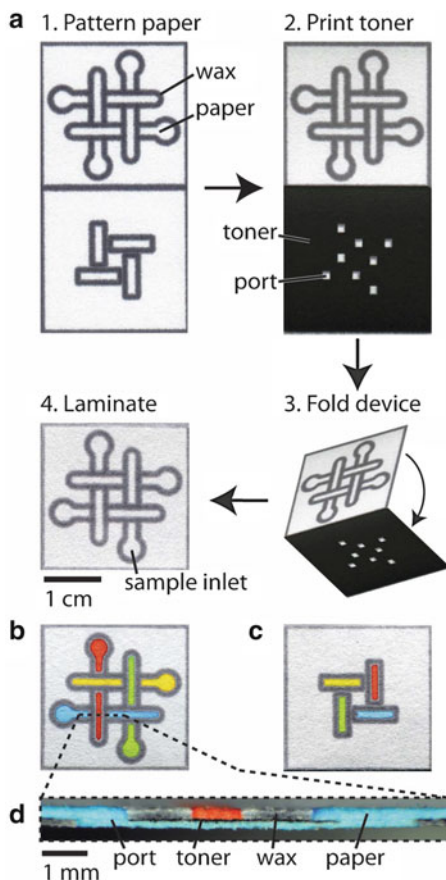 a
1. Pattern paper
2. Print toner
wax
paper
toner
port
4. Laminate
3. Fold device
sample inlet
1 cm
b
c
d
port toner wax paper
1 mm